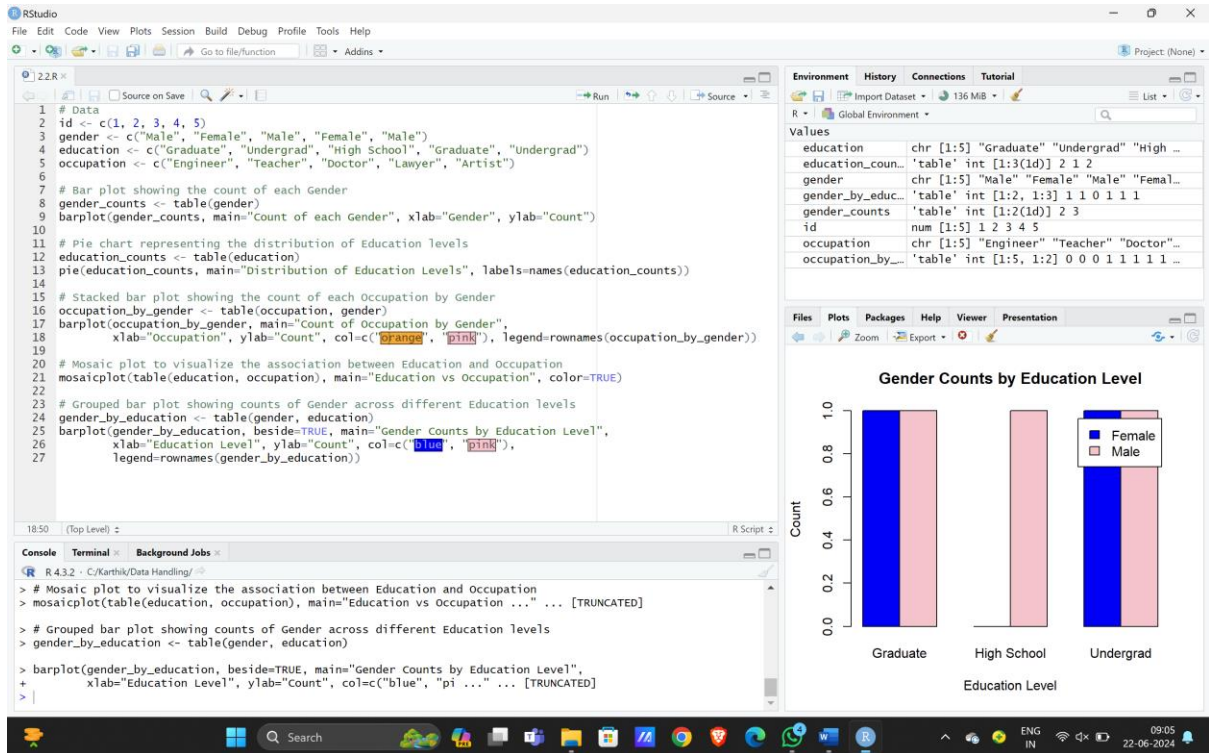 RStudio
File Edit Code View Plots Session Build Debug Profile Tools Help
Go to file/function Addins Project: (None)
2.2.R
Source on Save Run Source
1 # Data
2 id <- c(1, 2, 3, 4, 5)
3 gender <- c("Male", "Female", "Male", "Female", "Male")
4 education <- c("Graduate", "Undergrad", "High School", "Graduate", "Undergrad")
5 occupation <- c("Engineer", "Teacher", "Doctor", "Lawyer", "Artist")
6
7 # Bar plot showing the count of each Gender
8 gender_counts <- table(gender)
9 barplot(gender_counts, main="Count of each Gender", xlab="Gender", ylab="Count")
10
11 # Pie chart representing the distribution of Education levels
12 education_counts <- table(education)
13 pie(education_counts, main="Distribution of Education Levels", labels=names(education_counts))
14
15 # Stacked bar plot showing the count of each Occupation by Gender
16 occupation_by_gender <- table(occupation, gender)
17 barplot(occupation_by_gender, main="Count of Occupation by Gender",
18 xlab="Occupation", ylab="Count", col=c("orange", "pink"), legend=rownames(occupation_by_gender))
19
20 # Mosaic plot to visualize the association between Education and Occupation
21 mosaicplot(table(education, occupation), main="Education vs Occupation", color=TRUE)
22
23 # Grouped bar plot showing counts of Gender across different Education levels
24 gender_by_education <- table(gender, education)
25 barplot(gender_by_education, beside=TRUE, main="Gender Counts by Education Level",
26 xlab="Education Level", ylab="Count", col=c("blue", "pink"),
27 legend=rownames(gender_by_education))
18:50 (Top Level) R Script
Console Terminal Background Jobs
R 4.3.2 · C:/Karthik/Data Handling/
> # Mosaic plot to visualize the association between Education and Occupation
> mosaicplot(table(education, occupation), main="Education vs Occupation ..." ... [TRUNCATED]
> # Grouped bar plot showing counts of Gender across different Education levels
> gender_by_education <- table(gender, education)
> barplot(gender_by_education, beside=TRUE, main="Gender Counts by Education Level",
+ xlab="Education Level", ylab="Count", col=c("blue", "pi ..." ... [TRUNCATED]
>
Environment History Connections Tutorial
Import Dataset 136 MiB List
R Global Environment
Values
education chr [1:5] "Graduate" "Undergrad" "High …
education_coun… 'table' int [1:3(1d)] 2 1 2
gender chr [1:5] "Male" "Female" "Male" "Femal…
gender_by_educ… 'table' int [1:2, 1:3] 1 1 0 1 1 1
gender_counts 'table' int [1:2(1d)] 2 3
id num [1:5] 1 2 3 4 5
occupation chr [1:5] "Engineer" "Teacher" "Doctor"…
occupation_by_… 'table' int [1:5, 1:2] 0 0 0 1 1 1 1 1 …
Files Plots Packages Help Viewer Presentation
Zoom Export
Gender Counts by Education Level
1.0
0.8
0.6
0.4
0.2
0.0
Count
Female
Male
Graduate High School Undergrad
Education Level
Search
ENG
IN
09:05
22-06-2024